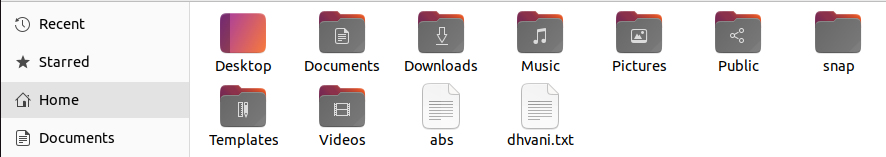 Recent
Starred
Home
Documents
Desktop Documents Downloads Music Pictures Public snap
Templates Videos abs dhvani.txt